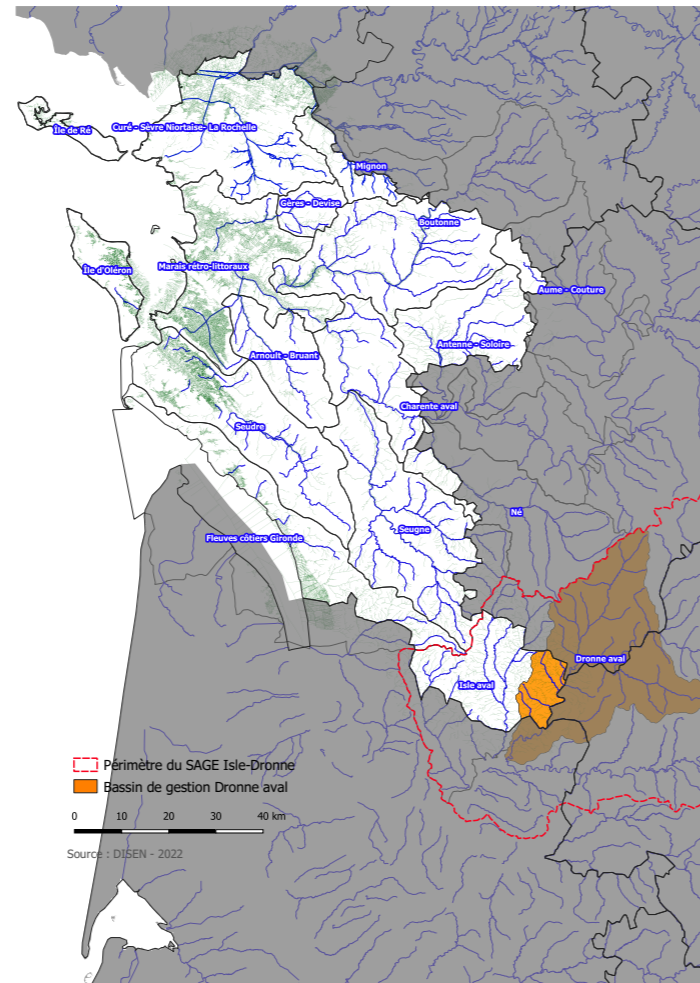 Île de Ré
Curé - Sèvre Niortaise- La Rochelle
Mignon
Gères - Devise
Boutonne
Île d'Oléron
Marais rétro-littoraux
Aume - Couture
Antenne - Soloire
Arnoult - Bruant
Charente aval
Seudre
Né
Seugne
Fleuves côtiers Gironde
Dronne aval
Isle aval
Périmètre du SAGE Isle-Dronne
Bassin de gestion Dronne aval
0 10 20 30 40 km
Source : DISEN - 2022